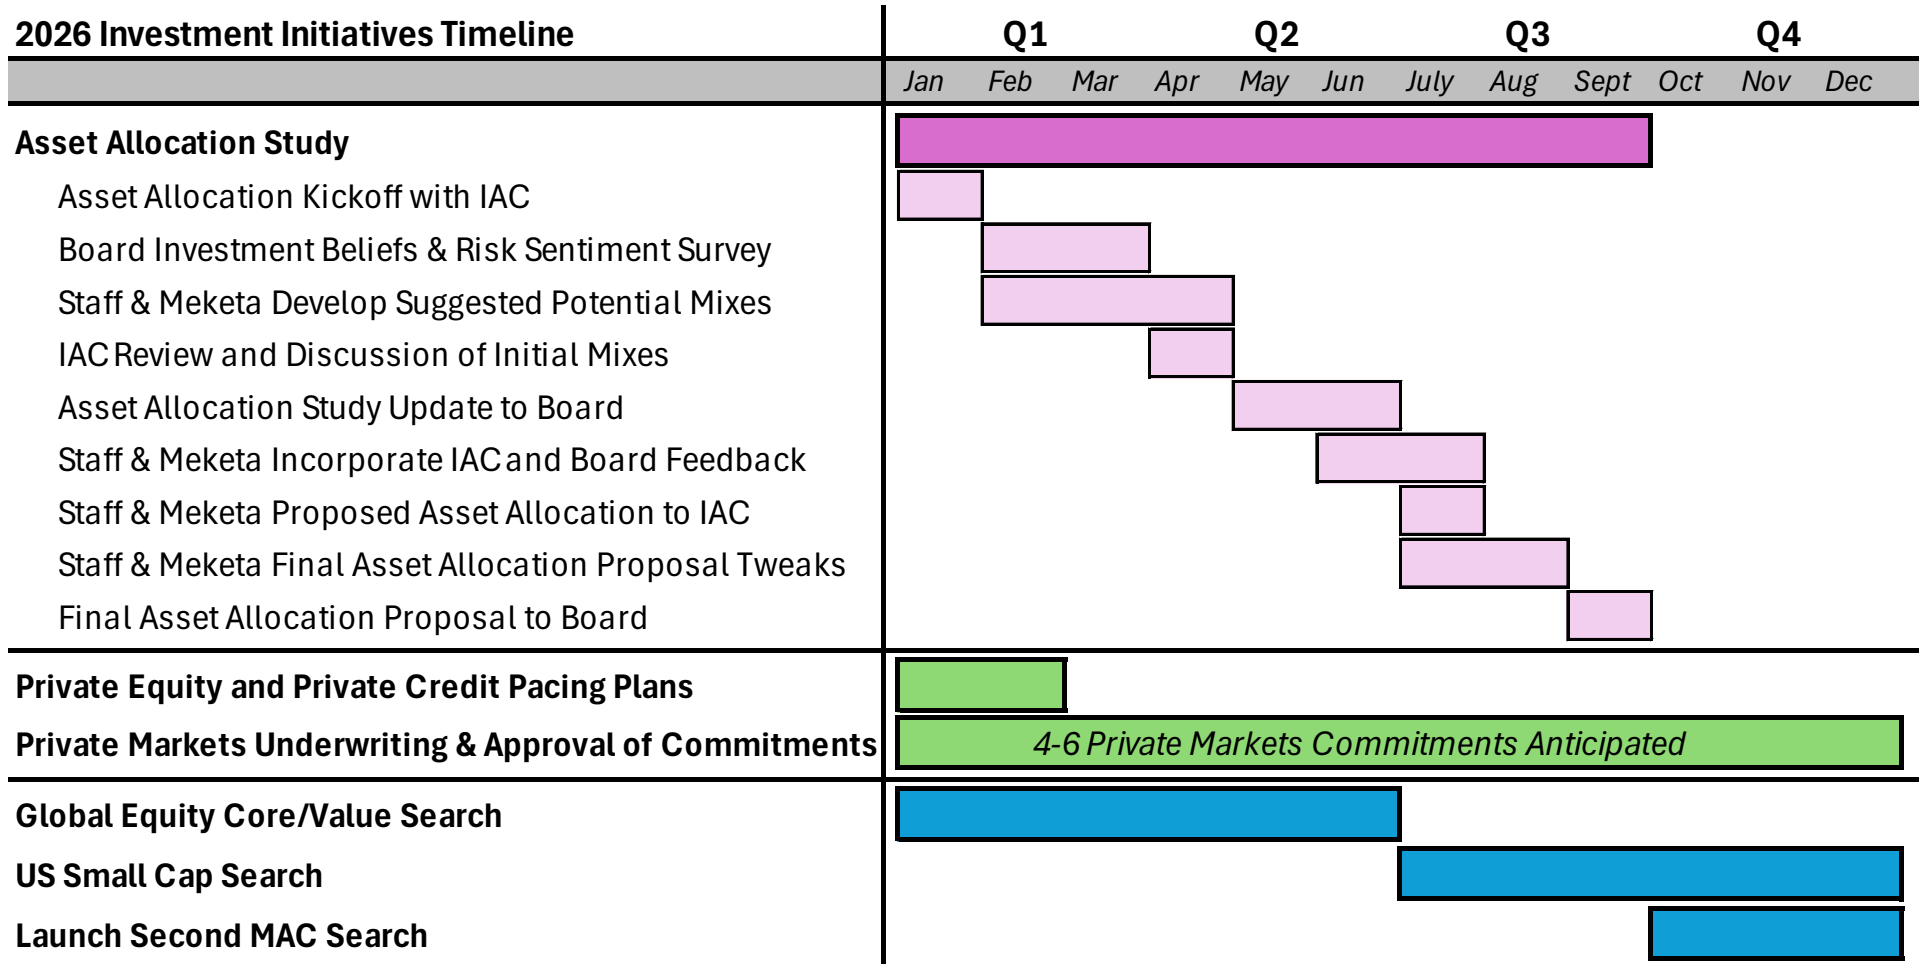 2026 Investment Initiatives Timeline Q1 Q2 Q3 Q4
Jan Feb Mar Apr May Jun July Aug Sept Oct Nov Dec
Asset Allocation Study
Asset Allocation Kickoff with IAC
Board Investment Beliefs & Risk Sentiment Survey
Staff & Meketa Develop Suggested Potential Mixes
IAC Review and Discussion of Initial Mixes
Asset Allocation Study Update to Board
Staff & Meketa Incorporate IAC and Board Feedback
Staff & Meketa Proposed Asset Allocation to IAC
Staff & Meketa Final Asset Allocation Proposal Tweaks
Final Asset Allocation Proposal to Board
Private Equity and Private Credit Pacing Plans
Private Markets Underwriting & Approval of Commitments 4-6 Private Markets Commitments Anticipated
Global Equity Core/Value Search
US Small Cap Search
Launch Second MAC Search